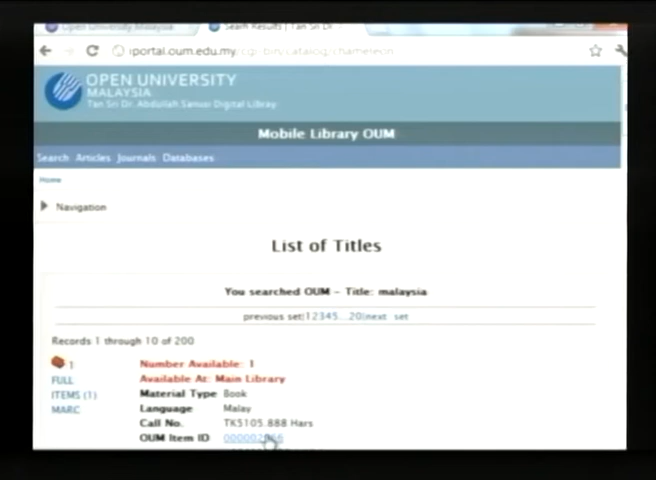 Open University Malaysia
Search Results | Tan Sri Dr.
iportal.oum.edu.my/cgi-bin/catalog/chameleon
OPEN UNIVERSITY
MALAYSIA
Tan Sri Dr. Abdullah Sanusi Digital Library
Mobile Library OUM
Search Articles Journals Databases
Home
Navigation
List of Titles
You searched OUM - Title: malaysia
previous set|12345...20|next set
Records 1 through 10 of 200
1 Number Available: 1
FULL Available At: Main Library
ITEMS (1) Material Type Book
MARC Language Malay
Call No. TK5105.888 Hars
OUM Item ID